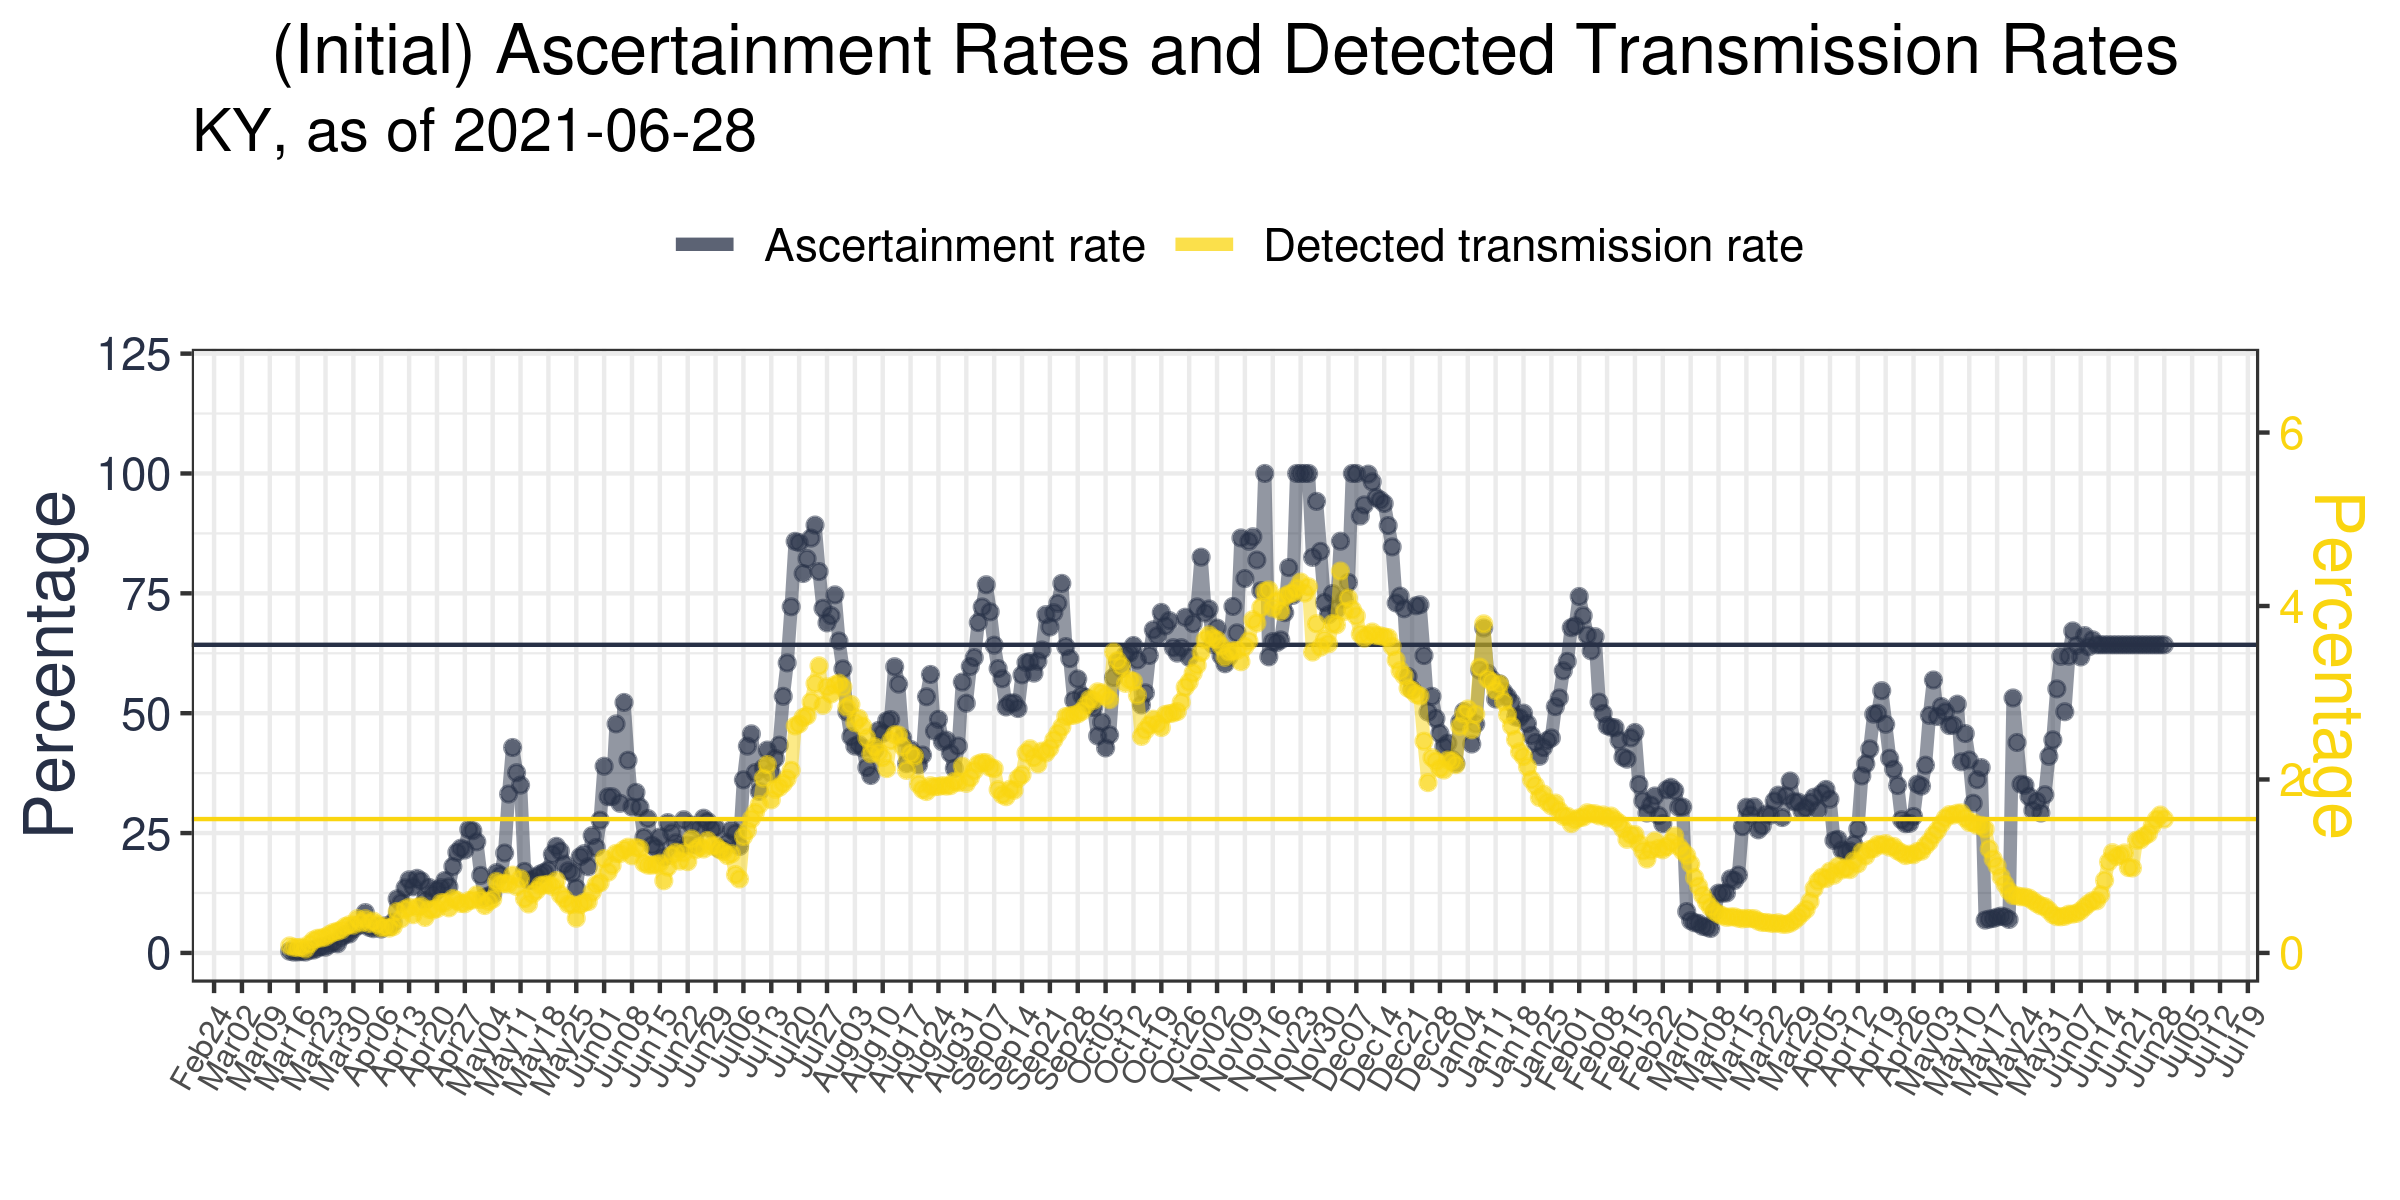 (Initial) Ascertainment Rates and Detected Transmission Rates
KY, as of 2021-06-28
Ascertainment rate
Detected transmission rate
Percentage
125
100
75
50
25
0
6
4
2
0
Percentage
Feb24
Mar02
Mar09
Mar16
Mar23
Mar30
Apr06
Apr13
Apr20
Apr27
May04
May11
May18
May25
Jun01
Jun08
Jun15
Jun22
Jun29
Jul06
Jul13
Jul20
Jul27
Aug03
Aug10
Aug17
Aug24
Aug31
Sep07
Sep14
Sep21
Sep28
Oct05
Oct12
Oct19
Oct26
Nov02
Nov09
Nov16
Nov23
Nov30
Dec07
Dec14
Dec21
Dec28
Jan04
Jan11
Jan18
Jan25
Feb01
Feb08
Feb15
Feb22
Mar01
Mar08
Mar15
Mar22
Mar29
Apr05
Apr12
Apr19
Apr26
May03
May10
May17
May24
May31
Jun07
Jun14
Jun21
Jun28
Jul05
Jul12
Jul19